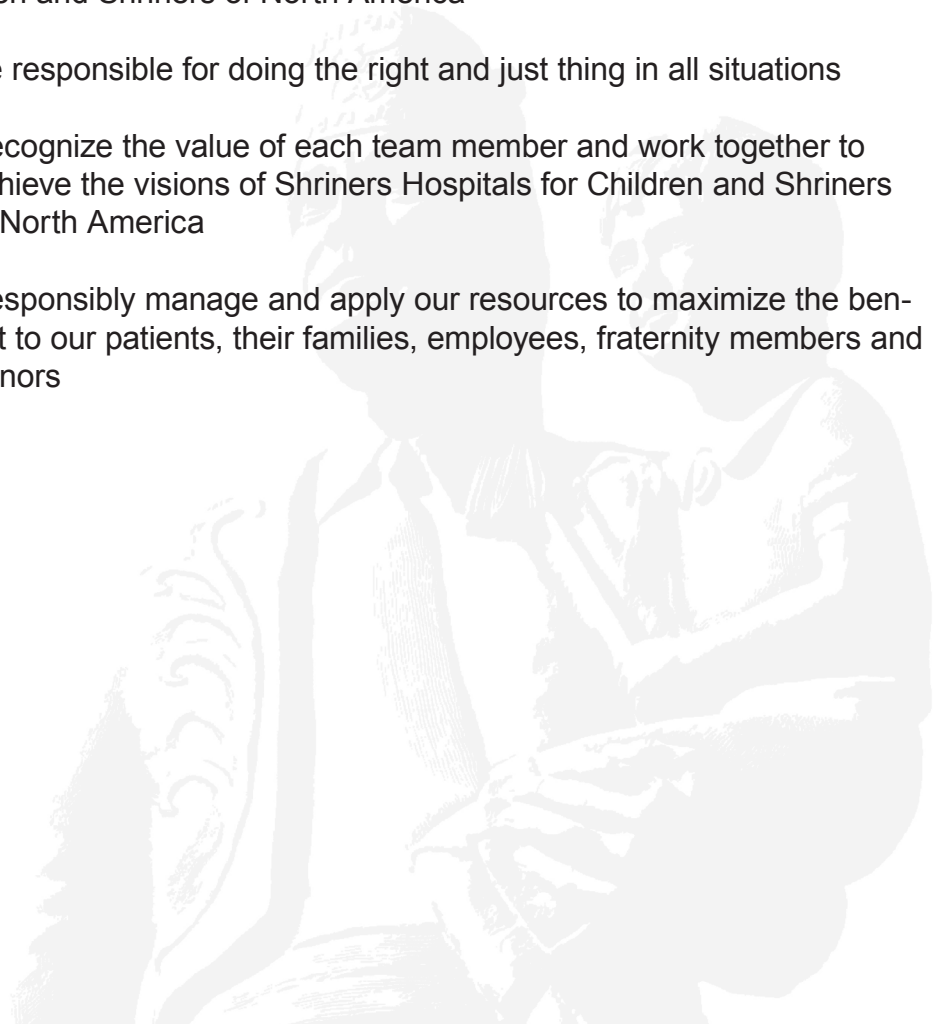 en and Shriners of North America
e responsible for doing the right and just thing in all situations
ecognize the value of each team member and work together to
hieve the visions of Shriners Hospitals for Children and Shriners
North America
esponsibly manage and apply our resources to maximize the ben-
t to our patients, their families, employees, fraternity members and
nors